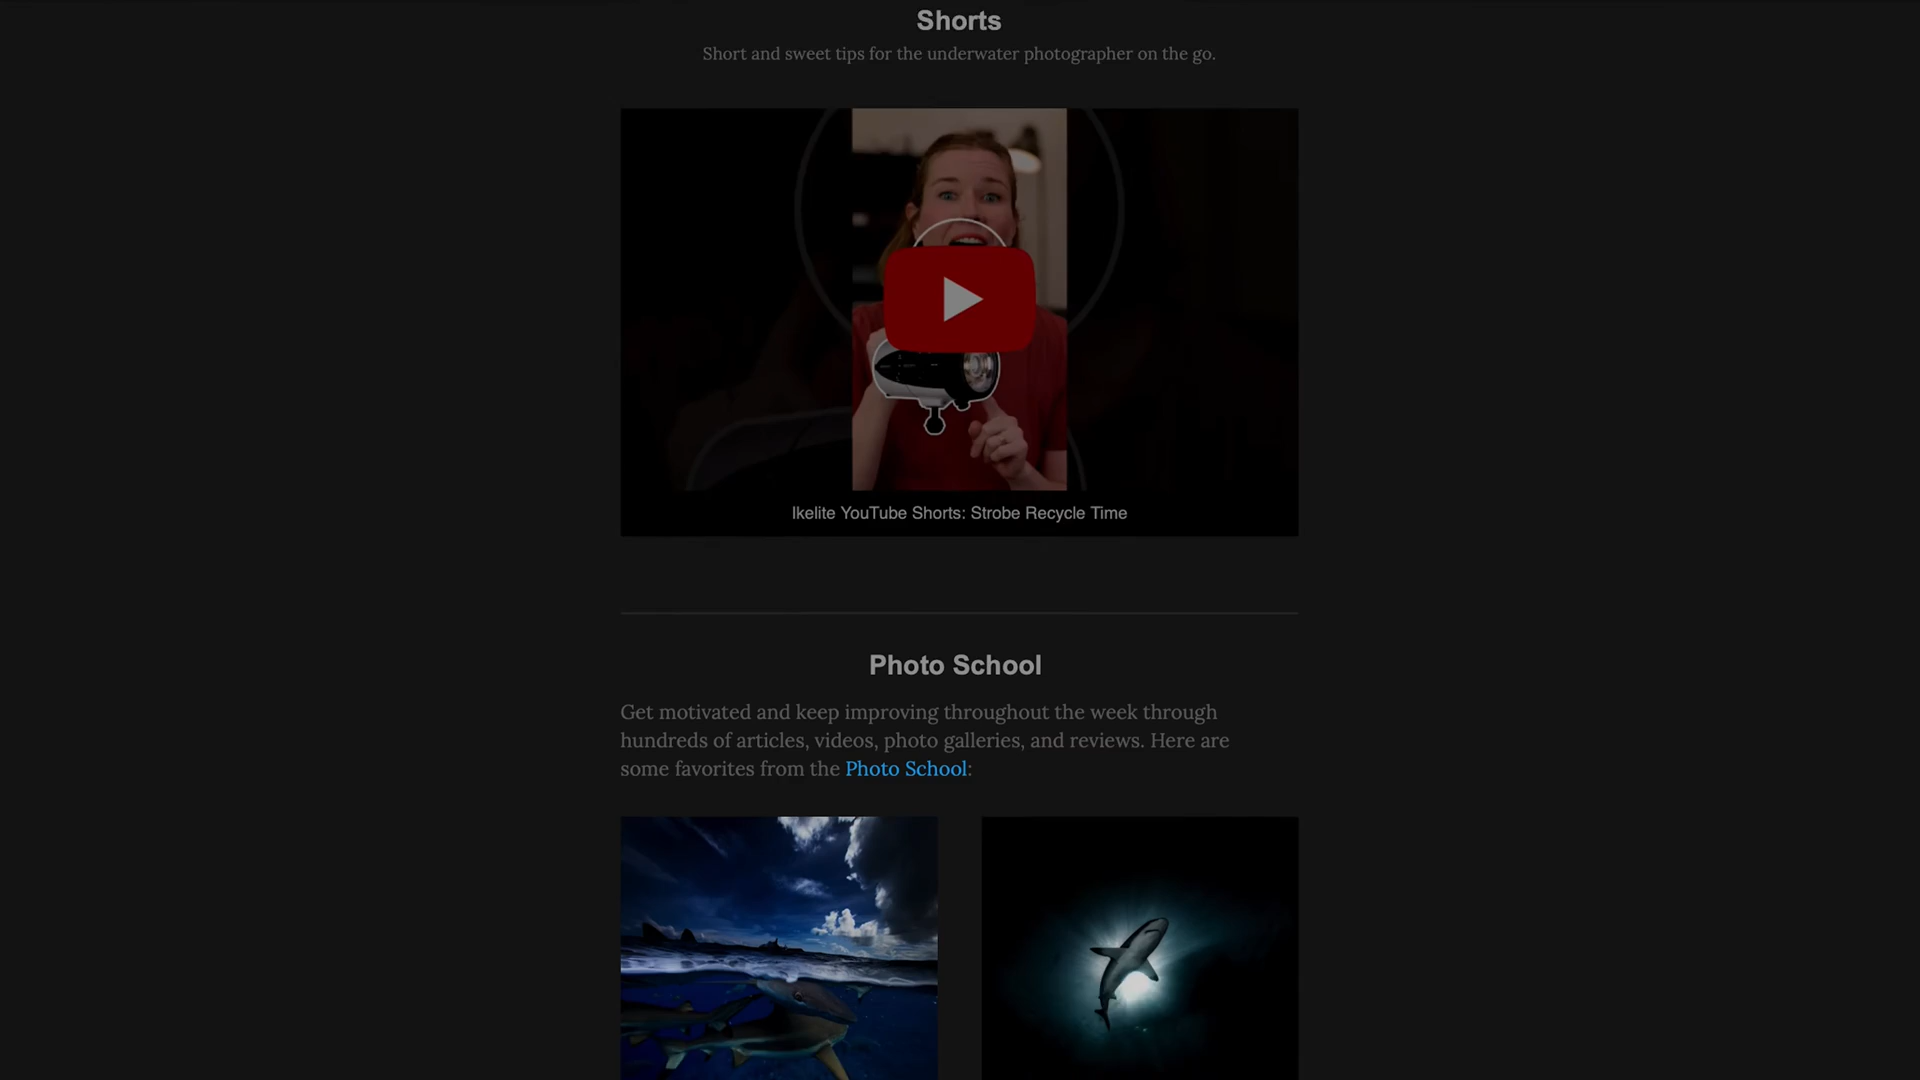 Shorts
Short and sweet tips for the underwater photographer on the go.
Ikelite YouTube Shorts: Strobe Recycle Time
Photo School
Get motivated and keep improving throughout the week through
hundreds of articles, videos, photo galleries, and reviews. Here are
some favorites from the Photo School: